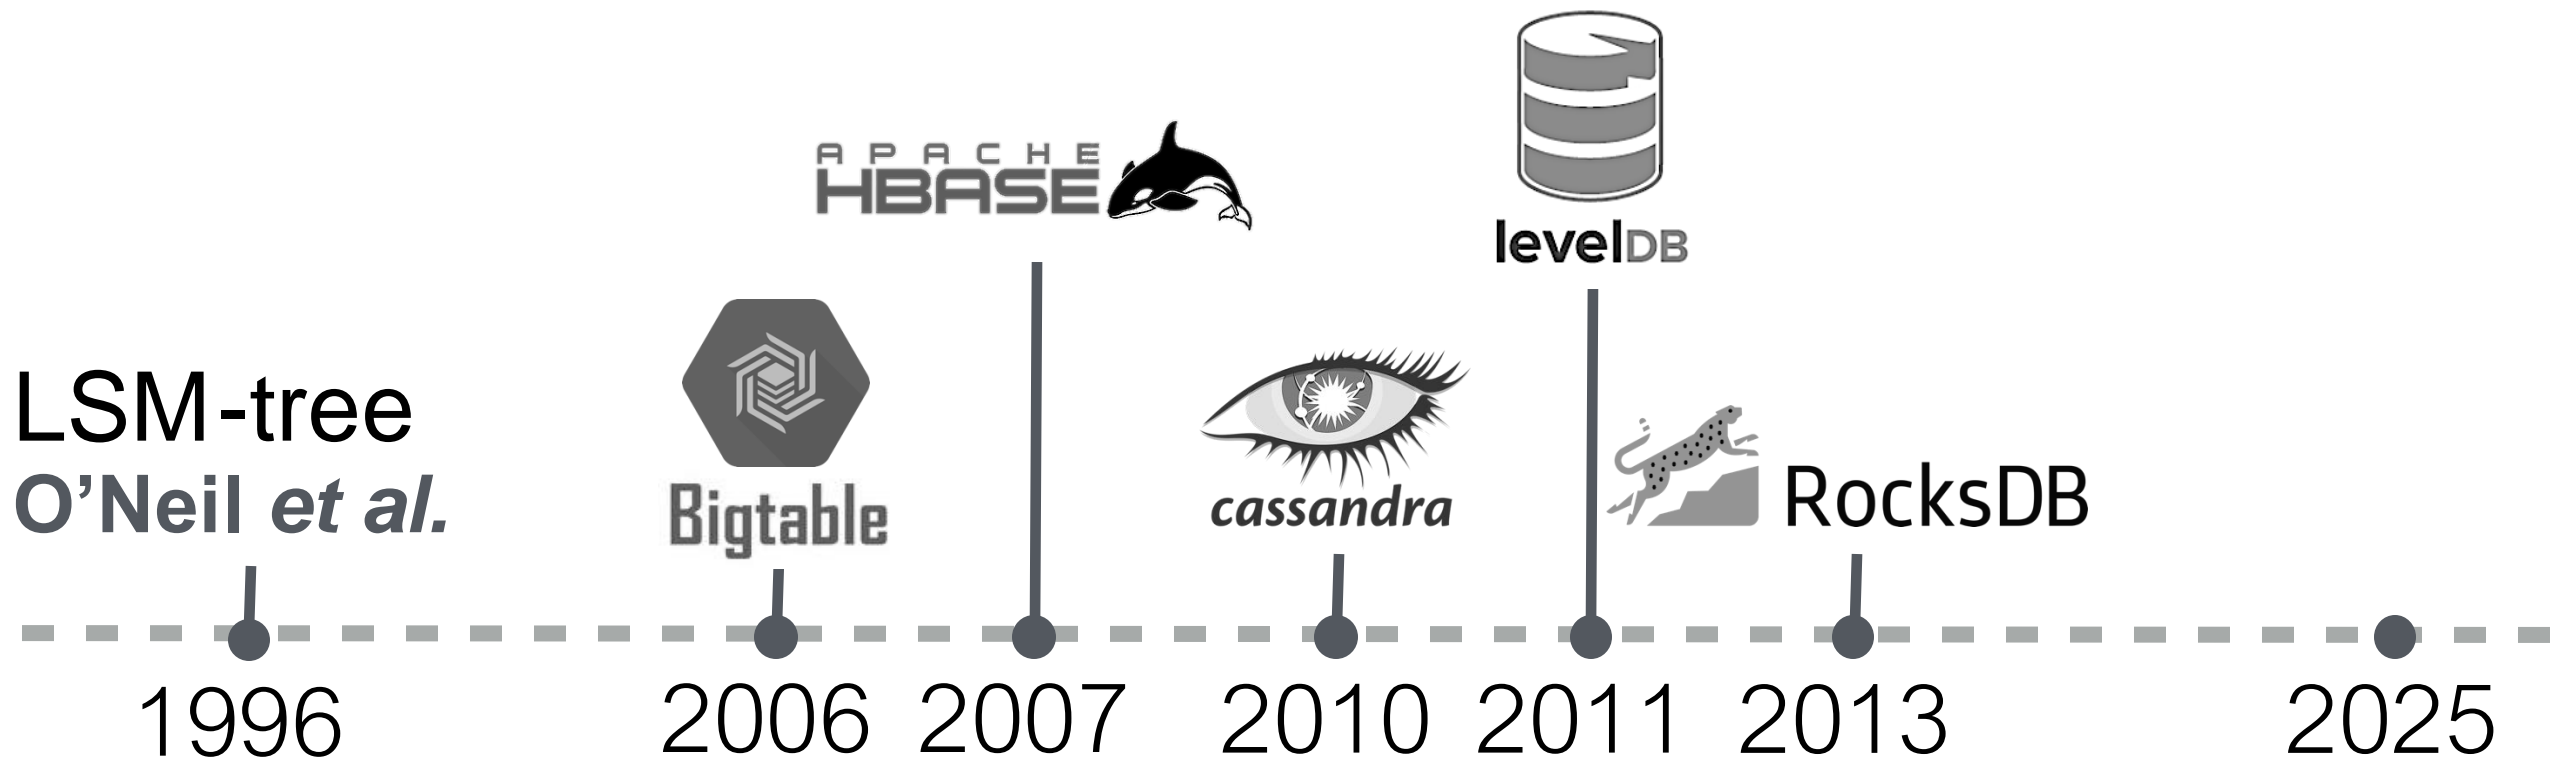 LSM-tree
O'Neil et al.
Bigtable
APACHE
HBASE
cassandra
levelDB
RocksDB
1996
2006
2007
2010
2011
2013
2025